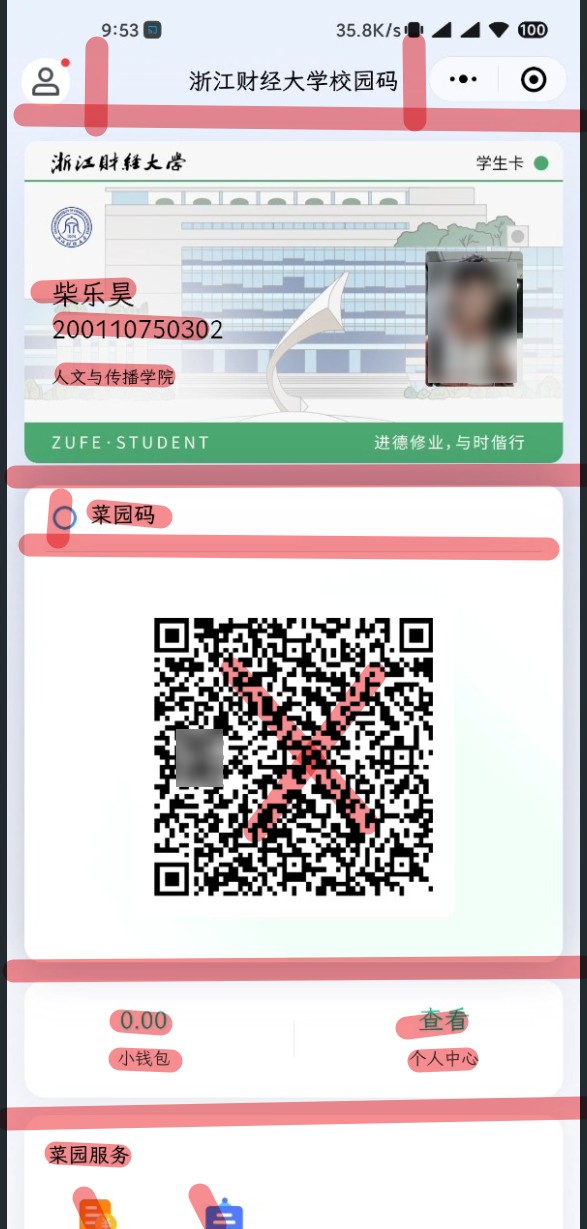 9:53 35.8K/s 100
浙江财经大学校园码
浙江财经大学 学生卡
柴乐昊
200110750302
人文与传播学院
ZUFE·STUDENT 进德修业,与时偕行
菜园码
0.00 查看
小钱包 个人中心
菜园服务